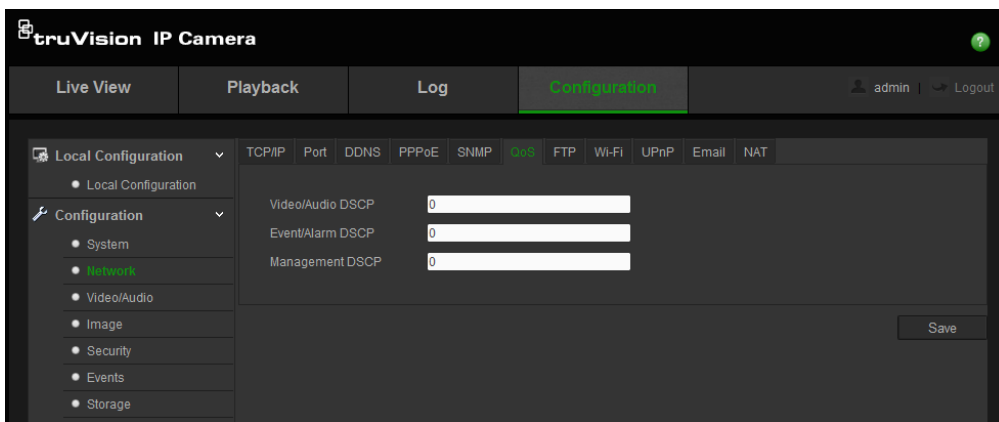 truVision IP Camera
?
Live View Playback Log Configuration admin | Logout
Local Configuration
Local Configuration
Configuration
System
Network
Video/Audio
Image
Security
Events
Storage
TCP/IP Port DDNS PPPoE SNMP QoS FTP Wi-Fi UPnP Email NAT
Video/Audio DSCP 0
Event/Alarm DSCP 0
Management DSCP 0
Save